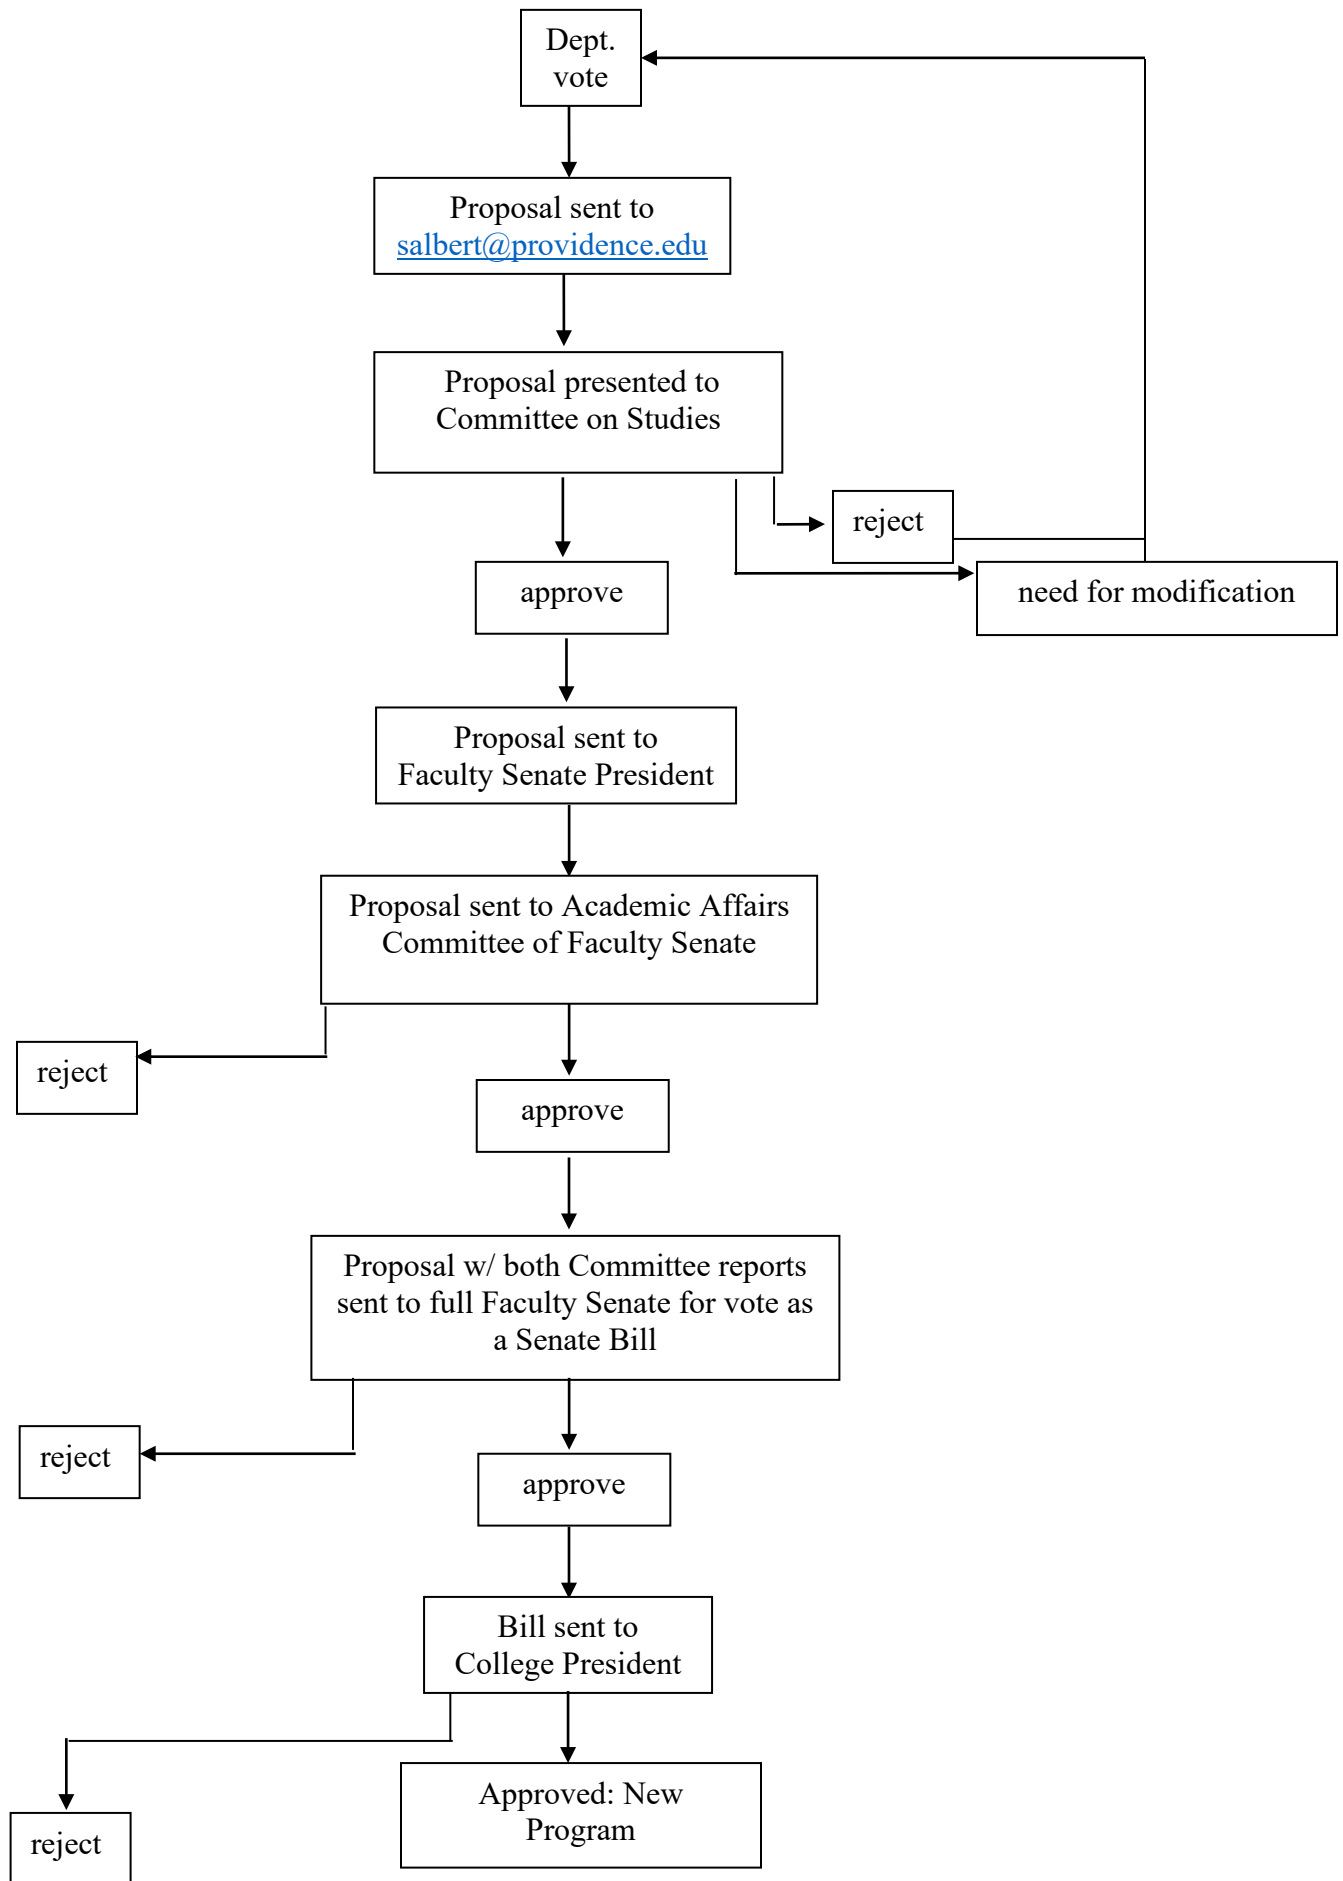 Dept.
vote
Proposal sent to
salbert@providence.edu
Proposal presented to
Committee on Studies
reject
approve
need for modification
Proposal sent to
Faculty Senate President
Proposal sent to Academic Affairs
Committee of Faculty Senate
reject
approve
Proposal w/ both Committee reports
sent to full Faculty Senate for vote as
a Senate Bill
reject
approve
Bill sent to
College President
Approved: New
Program
reject